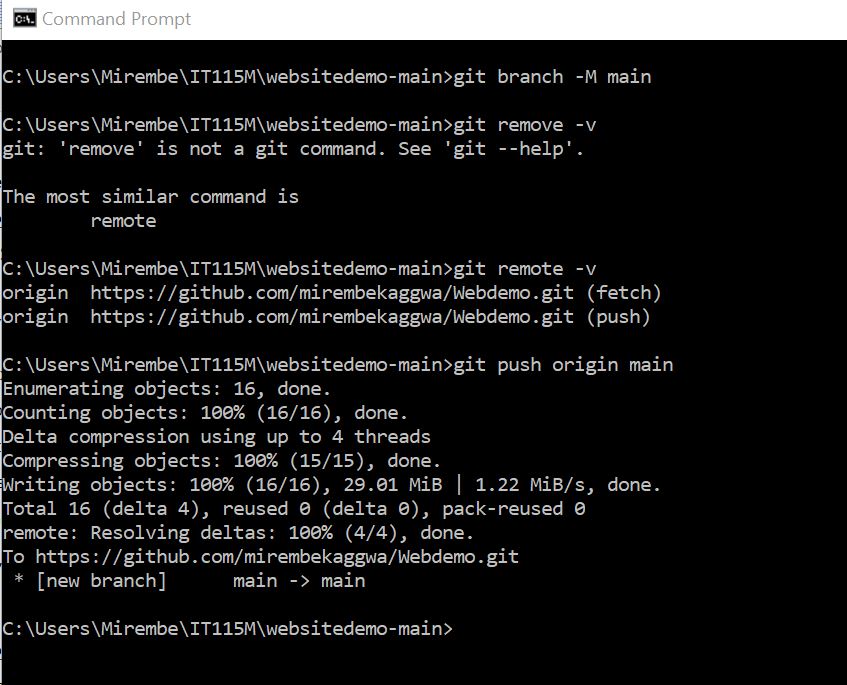 Command Prompt
C:\Users\Mirembe\IT115M\websitedemo-main>git branch -M main
C:\Users\Mirembe\IT115M\websitedemo-main>git remove -v
git: 'remove' is not a git command. See 'git --help'.
The most similar command is
        remote
C:\Users\Mirembe\IT115M\websitedemo-main>git remote -v
origin  https://github.com/mirembekaggwa/Webdemo.git (fetch)
origin  https://github.com/mirembekaggwa/Webdemo.git (push)
C:\Users\Mirembe\IT115M\websitedemo-main>git push origin main
Enumerating objects: 16, done.
Counting objects: 100% (16/16), done.
Delta compression using up to 4 threads
Compressing objects: 100% (15/15), done.
Writing objects: 100% (16/16), 29.01 MiB | 1.22 MiB/s, done.
Total 16 (delta 4), reused 0 (delta 0), pack-reused 0
remote: Resolving deltas: 100% (4/4), done.
To https://github.com/mirembekaggwa/Webdemo.git
 * [new branch]      main -> main
C:\Users\Mirembe\IT115M\websitedemo-main>